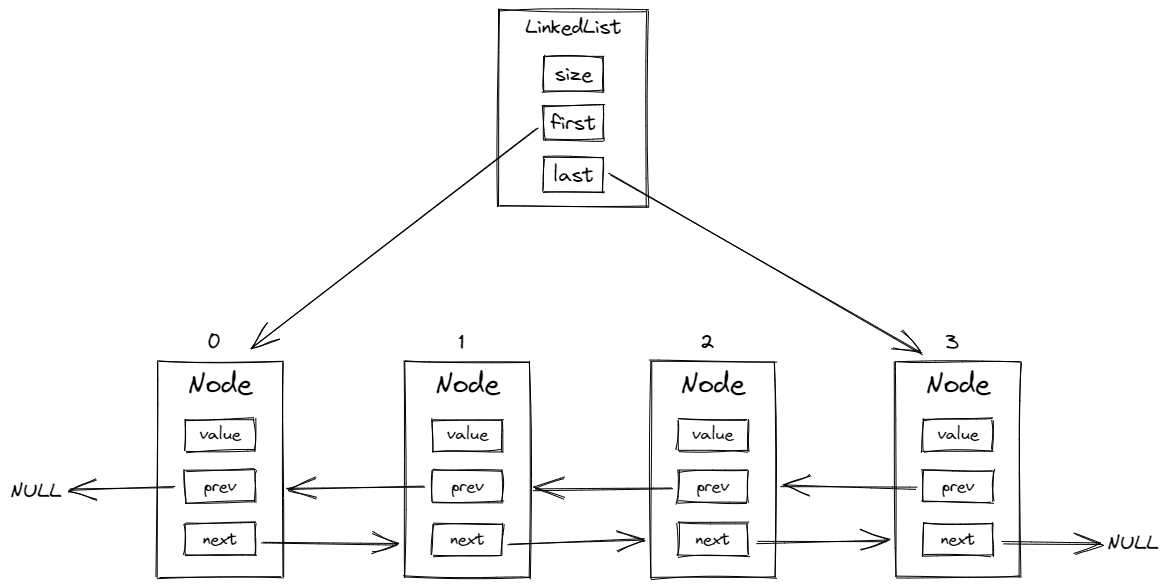 LinkedList
size
first
last
0
1
2
3
Node
Node
Node
Node
value
value
value
value
NULL
prev
prev
prev
prev
next
next
next
next
NULL